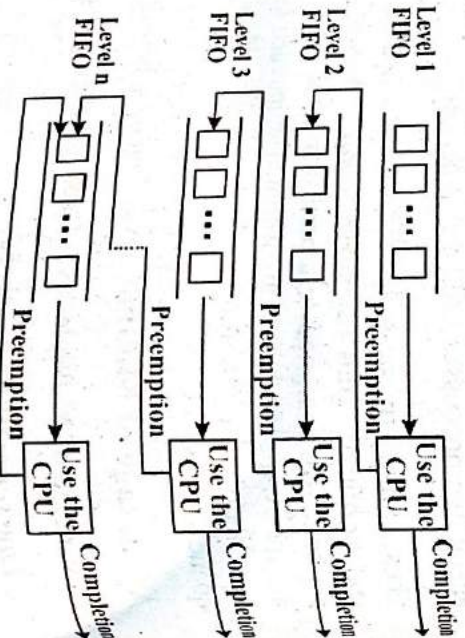 Level 1
FIFO
Use the
CPU
Completion
Preemption
Level 2
FIFO
Use the
CPU
Completion
Preemption
Level 3
FIFO
Use the
CPU
Completion
Preemption
Level n
FIFO
Use the
CPU
Completion
Preemption